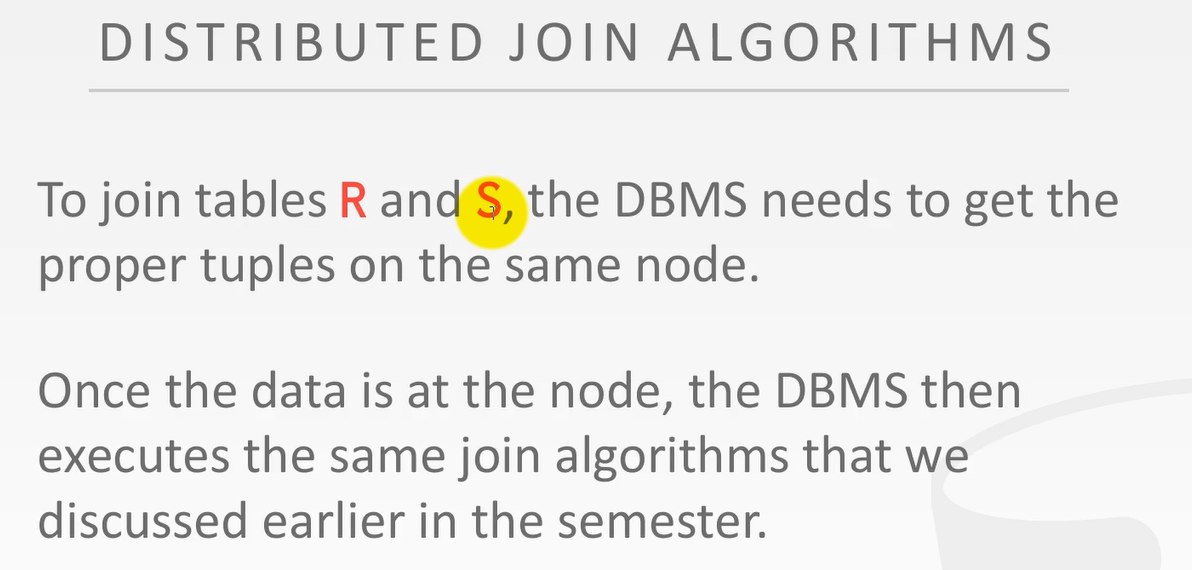 DISTRIBUTED JOIN ALGORITHMS
To join tables R and S, the DBMS needs to get the
proper tuples on the same node.
Once the data is at the node, the DBMS then
executes the same join algorithms that we
discussed earlier in the semester.